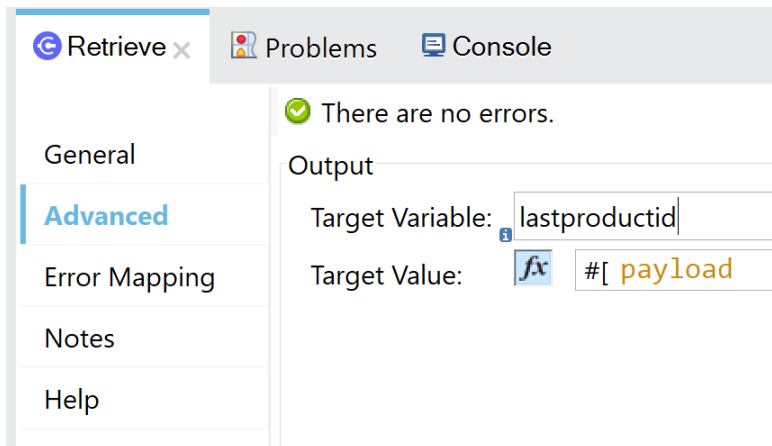 Retrieve
Problems
Console
General
Advanced
Error Mapping
Notes
Help
There are no errors.
Output
Target Variable: lastproductid
Target Value: fx #[ payload